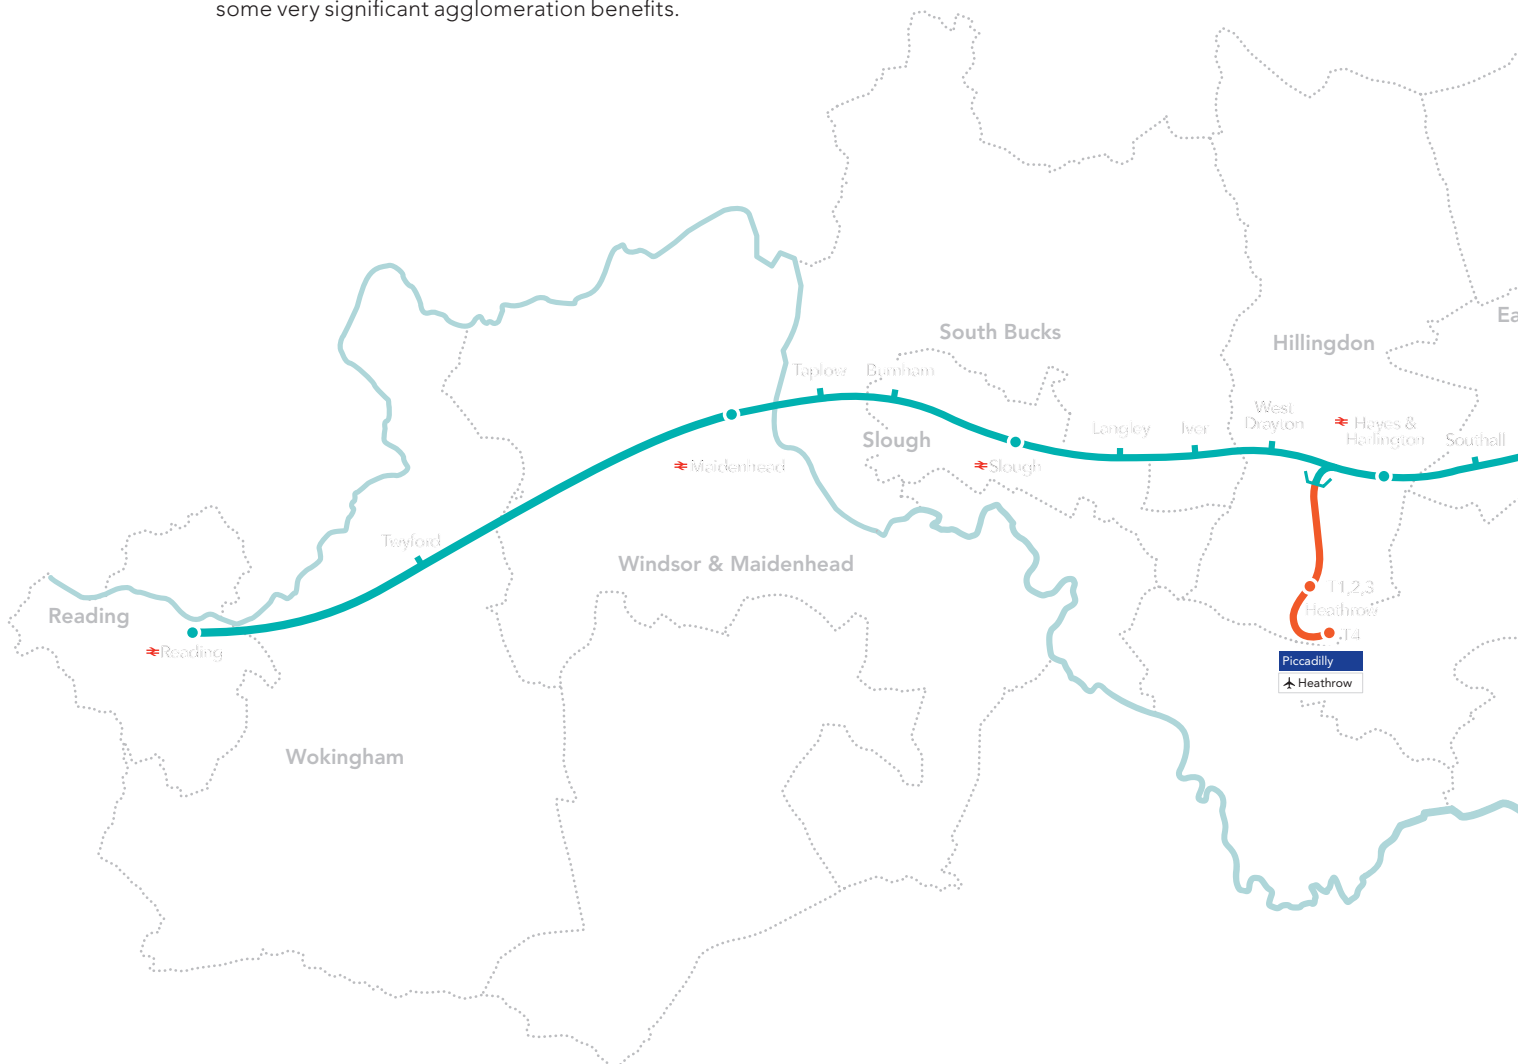 some very significant agglomeration benefits.
Ea
South Bucks
Hillingdon
Taplow
Burnham
West
Drayton
Hayes &
Harlington
Langley
Iver
Southall
Slough
Maidenhead
Slough
Twyford
Windsor & Maidenhead
T1,2,3
Heathrow
T4
Reading
Reading
Piccadilly
Heathrow
Wokingham